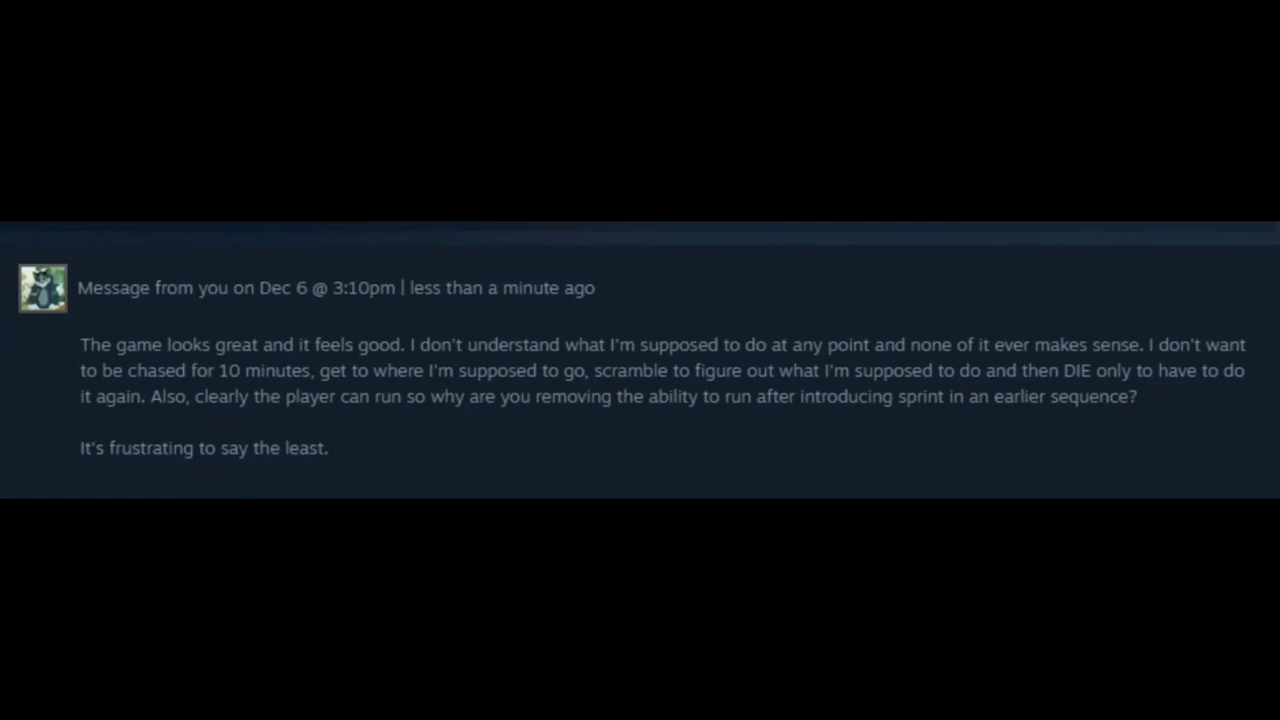 Message from you on Dec 6 @ 3:10pm | less than a minute ago
The game looks great and it feels good. I don't understand what I'm supposed to do at any point and none of it ever makes sense. I don't want
to be chased for 10 minutes, get to where I'm supposed to go, scramble to figure out what I'm supposed to do and then DIE only to have to do
it again. Also, clearly the player can run so why are you removing the ability to run after introducing sprint in an earlier sequence?
It's frustrating to say the least.